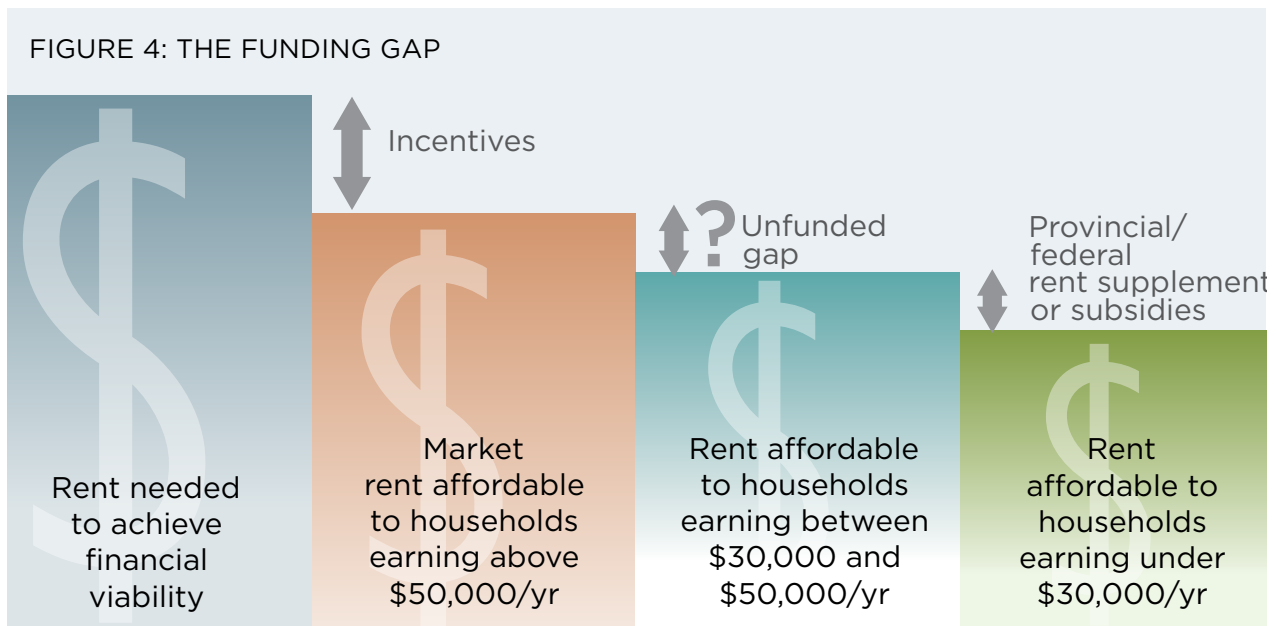 FIGURE 4: THE FUNDING GAP
Incentives
? Unfunded
gap
Provincial/
federal
rent supplement
or subsidies
Rent needed
to achieve
financial
viability
Market
rent affordable
to households
earning above
$50,000/yr
Rent affordable
to households
earning between
$30,000 and
$50,000/yr
Rent
affordable to
households
earning under
$30,000/yr